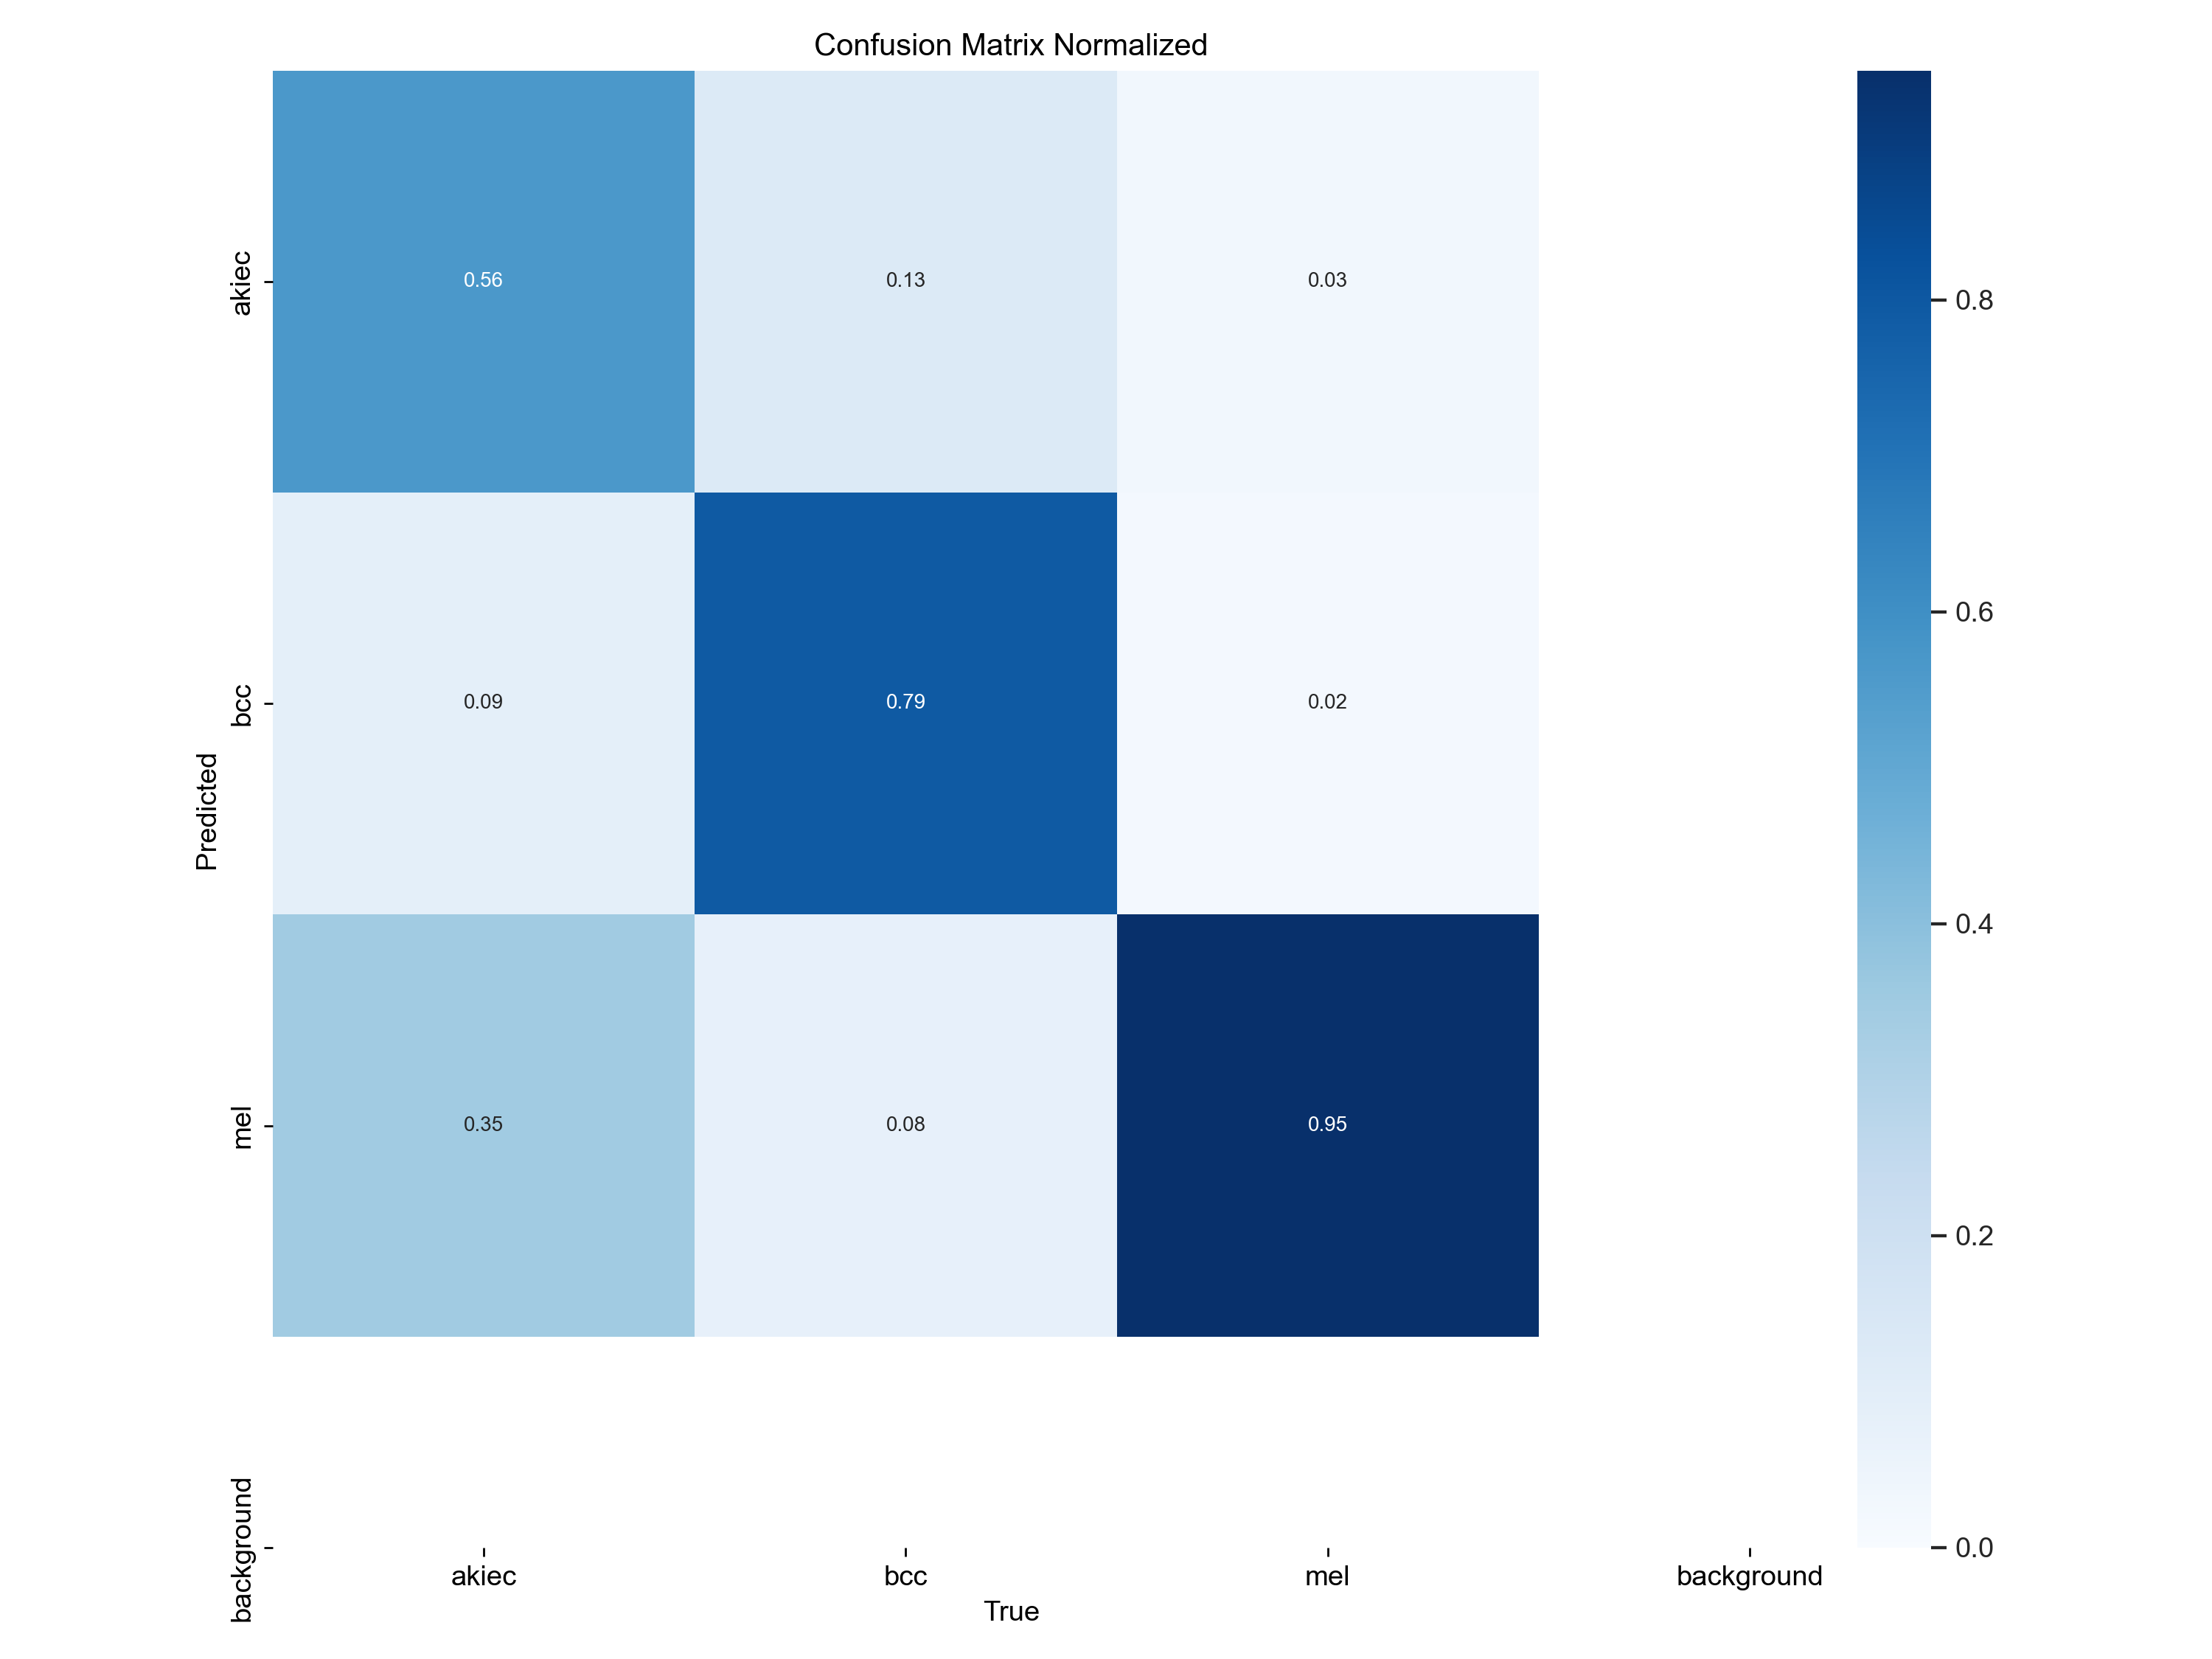 Confusion Matrix Normalized
akiec
0.56
0.13
0.03
0.8
0.6
bcc
0.09
0.79
0.02
Predicted
0.4
mel
0.35
0.08
0.95
0.2
background
0.0
akiec
bcc
mel
background
True